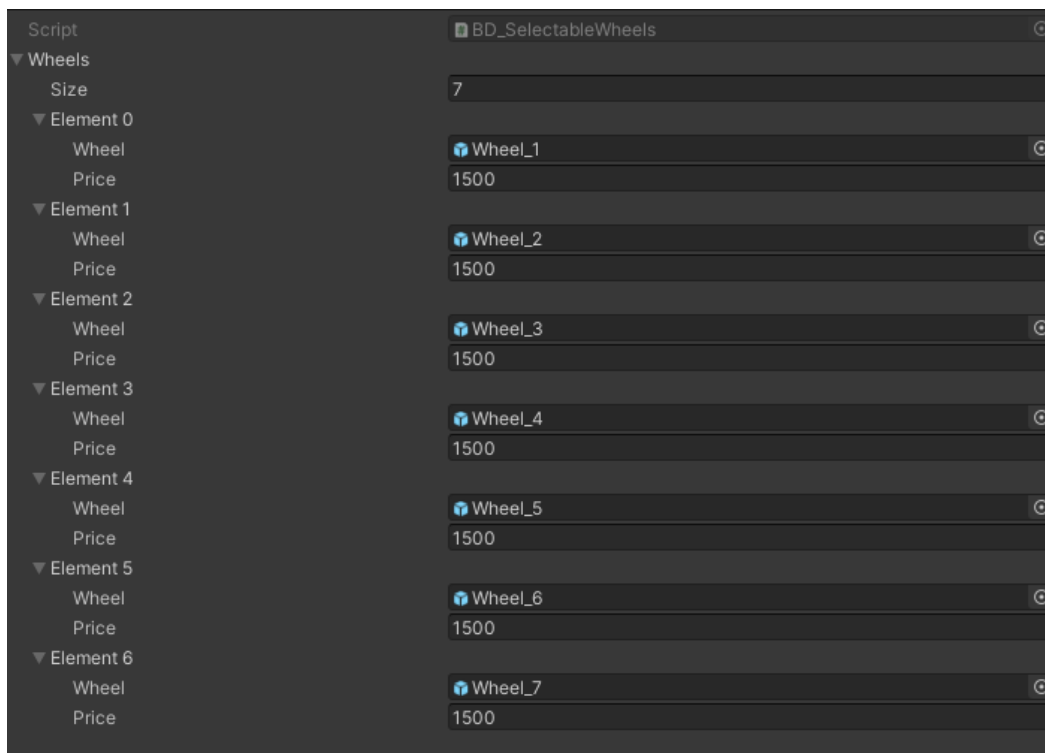 Script BD_SelectableWheels
Wheels
Size 7
Element 0
Wheel Wheel_1
Price 1500
Element 1
Wheel Wheel_2
Price 1500
Element 2
Wheel Wheel_3
Price 1500
Element 3
Wheel Wheel_4
Price 1500
Element 4
Wheel Wheel_5
Price 1500
Element 5
Wheel Wheel_6
Price 1500
Element 6
Wheel Wheel_7
Price 1500